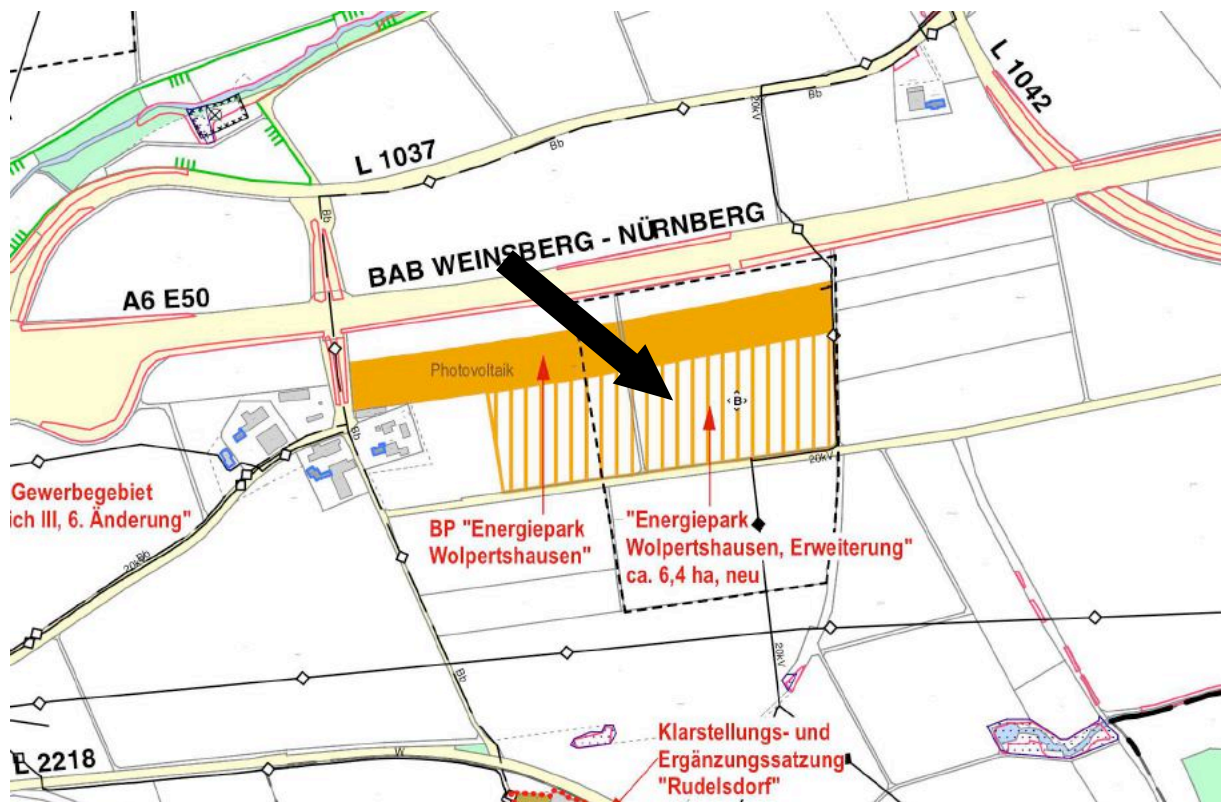 L 1042
20kV
Bb
L 1037
Bb
Bb
BAB WEINSBERG - NÜRNBERG
A6 E50
Photovoltaik
B
Bb
20kV
Gewerbegebiet
ich III, 6. Änderung"
BP "Energiepark
Wolpertshausen"
"Energiepark
Wolpertshausen, Erweiterung"
ca. 6,4 ha, neu
Bb
20kV
20kV
Bb
Klarstellungs- und
Ergänzungssatzung
"Rudelsdorf"
L 2218
W